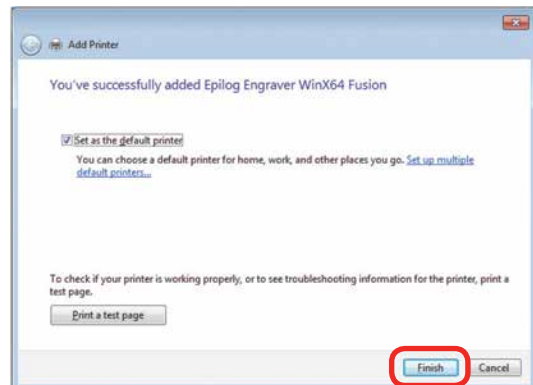 Add Printer
You've successfully added Epilog Engraver WinX64 Fusion
Set as the default printer
You can choose a default printer for home, work, and other places you go. Set up multiple
default printers...
To check if your printer is working properly, or to see troubleshooting information for the printer, print a
test page.
Print a test page
Finish Cancel